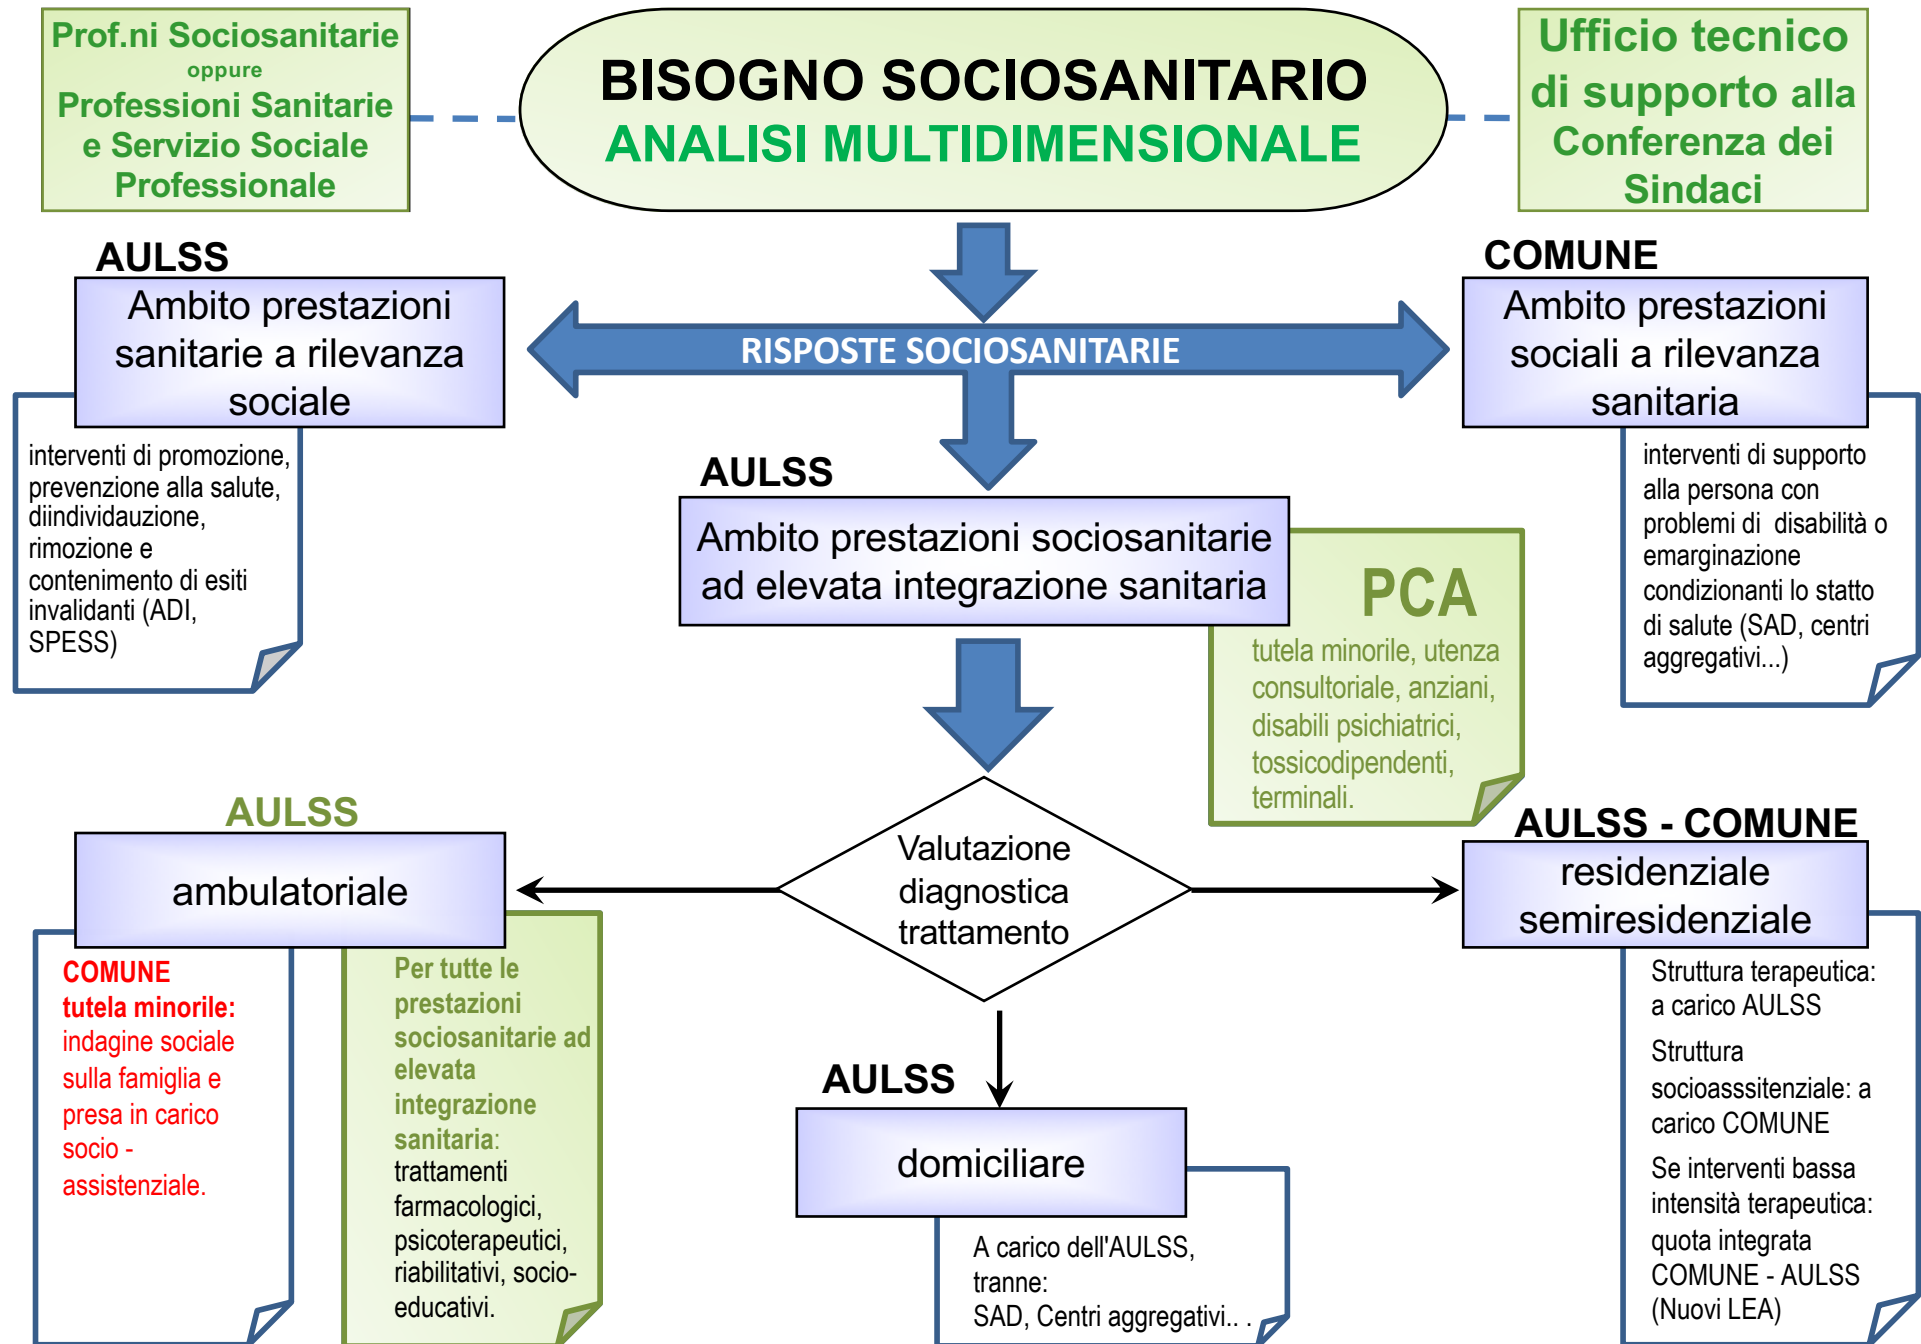 Prof.ni Sociosanitarie
oppure
Professioni Sanitarie
e Servizio Sociale
Professionale
BISOGNO SOCIOSANITARIO
ANALISI MULTIDIMENSIONALE
Ufficio tecnico
di supporto alla
Conferenza dei
Sindaci
AULSS
Ambito prestazioni
sanitarie a rilevanza
sociale
interventi di promozione,
prevenzione alla salute,
diindividauzione,
rimozione e
contenimento di esiti
invalidanti (ADI,
SPESS)
RISPOSTE SOCIOSANITARIE
COMUNE
Ambito prestazioni
sociali a rilevanza
sanitaria
interventi di supporto
alla persona con
problemi di disabilità o
emarginazione
condizionanti lo statto
di salute (SAD, centri
aggregativi...)
AULSS
Ambito prestazioni sociosanitarie
ad elevata integrazione sanitaria
PCA
tutela minorile, utenza
consultoriale, anziani,
disabili psichiatrici,
tossicodipendenti,
terminali.
Valutazione
diagnostica
trattamento
AULSS
ambulatoriale
COMUNE
tutela minorile:
indagine sociale
sulla famiglia e
presa in carico
socio -
assistenziale.
Per tutte le
prestazioni
sociosanitarie ad
elevata
integrazione
sanitaria:
trattamenti
farmacologici,
psicoterapeutici,
riabilitativi, socio-
educativi.
AULSS
domiciliare
A carico dell'AULSS,
tranne:
SAD, Centri aggregativi.. .
AULSS - COMUNE
residenziale
semiresidenziale
Struttura terapeutica:
a carico AULSS
Struttura
socioasssitenziale: a
carico COMUNE
Se interventi bassa
intensità terapeutica:
quota integrata
COMUNE - AULSS
(Nuovi LEA)